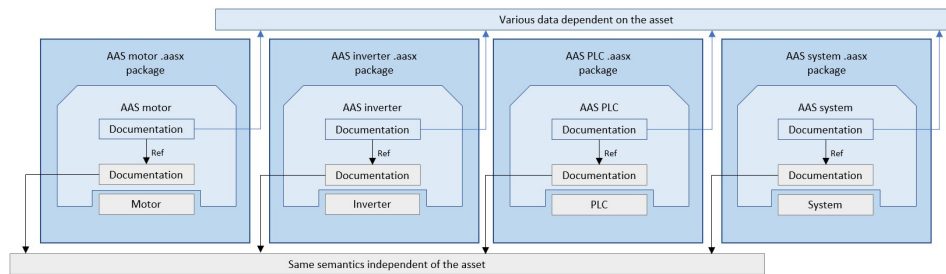 Various data dependent on the asset
AAS motor .aasx
package
AAS motor
Documentation
Ref
Documentation
Motor
AAS inverter .aasx
package
AAS inverter
Documentation
Ref
Documentation
Inverter
AAS PLC .aasx
package
AAS PLC
Documentation
Ref
Documentation
PLC
AAS system .aasx
package
AAS system
Documentation
Ref
Documentation
System
Same semantics independent of the asset